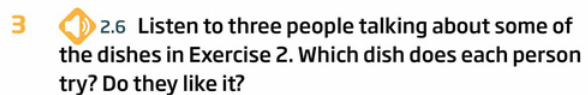 3 2.6 Listen to three people talking about some of
the dishes in Exercise 2. Which dish does each person
try? Do they like it?